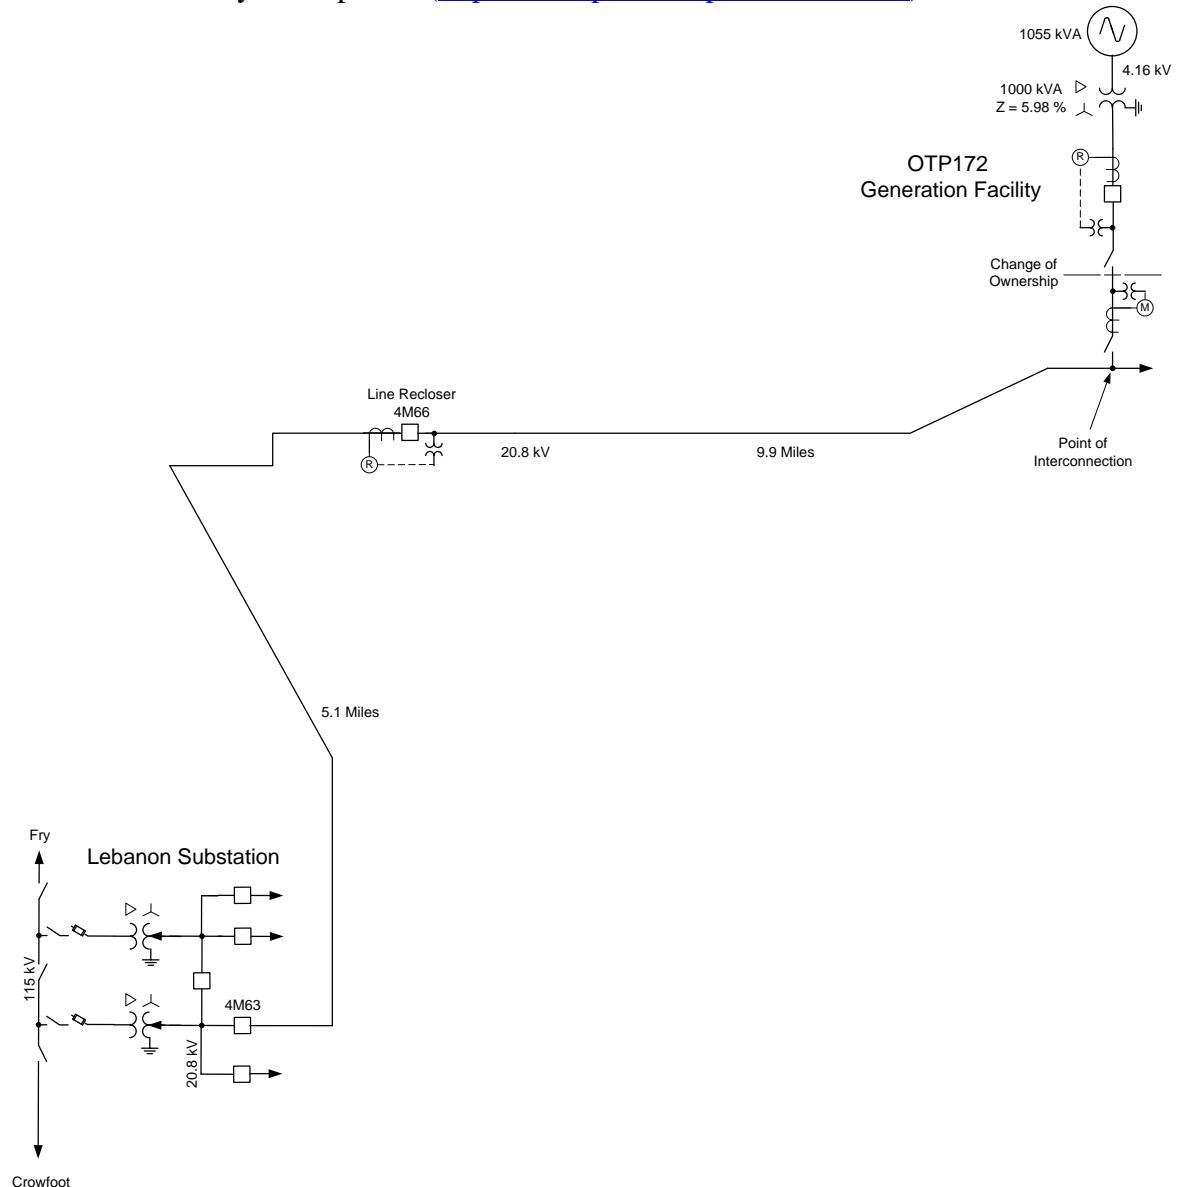 1055 kVA
4.16 kV
1000 kVA
Z = 5.98 %
R
OTP172
Generation Facility
Change of
Ownership
M
Line Recloser
4M66
R
20.8 kV
9.9 Miles
Point of
Interconnection
5.1 Miles
Fry
Lebanon Substation
115 kV
4M63
20.8 kV
Crowfoot